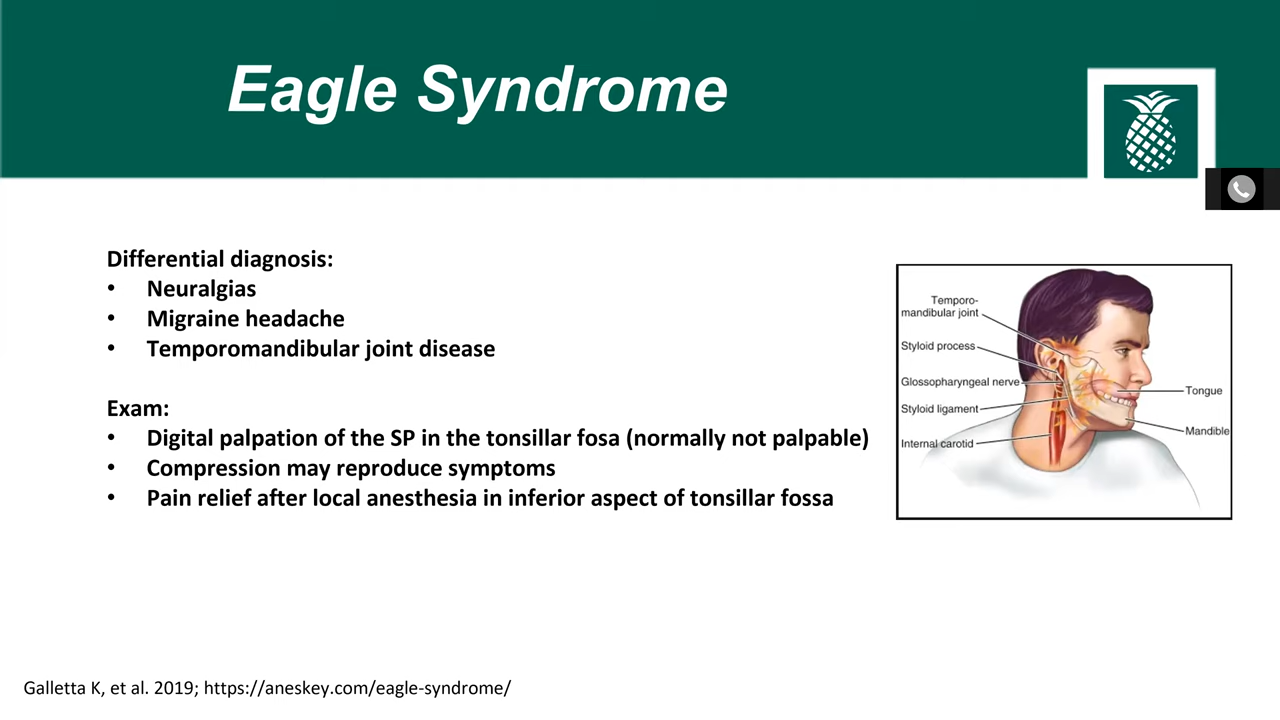 Eagle Syndrome
Differential diagnosis:
• Neuralgias
• Migraine headache
• Temporomandibular joint disease
Exam:
• Digital palpation of the SP in the tonsillar fosa (normally not palpable)
• Compression may reproduce symptoms
• Pain relief after local anesthesia in inferior aspect of tonsillar fossa
Temporo-
mandibular joint
Styloid process
Glossopharyngeal nerve
Styloid ligament
Internal carotid
Tongue
Mandible
Galletta K, et al. 2019; https://aneskey.com/eagle-syndrome/